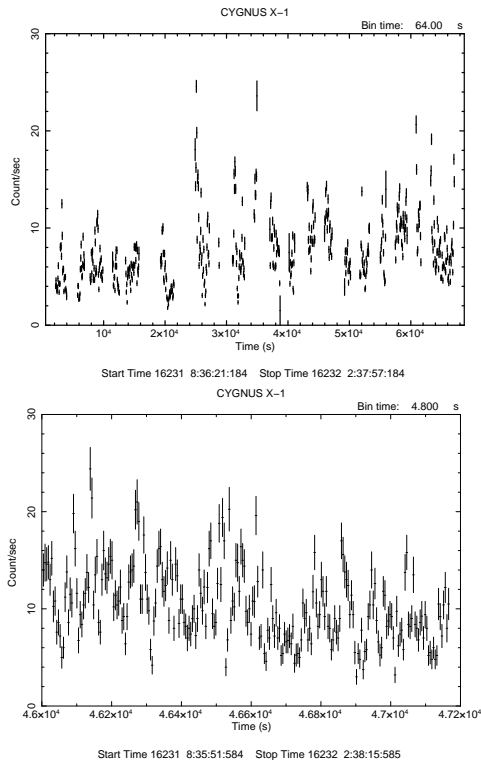 CYGNUS X−1
Bin time: 64.00 s
30
20
10
0
Count/sec
10⁴ 2×10⁴ 3×10⁴ 4×10⁴ 5×10⁴ 6×10⁴
Time (s)
Start Time 16231 8:36:21:184 Stop Time 16232 2:37:57:184
CYGNUS X−1
Bin time: 4.800 s
30
20
10
0
Count/sec
4.6×10⁴ 4.62×10⁴ 4.64×10⁴ 4.66×10⁴ 4.68×10⁴ 4.7×10⁴ 4.72×10⁴
Time (s)
Start Time 16231 8:35:51:584 Stop Time 16232 2:38:15:585